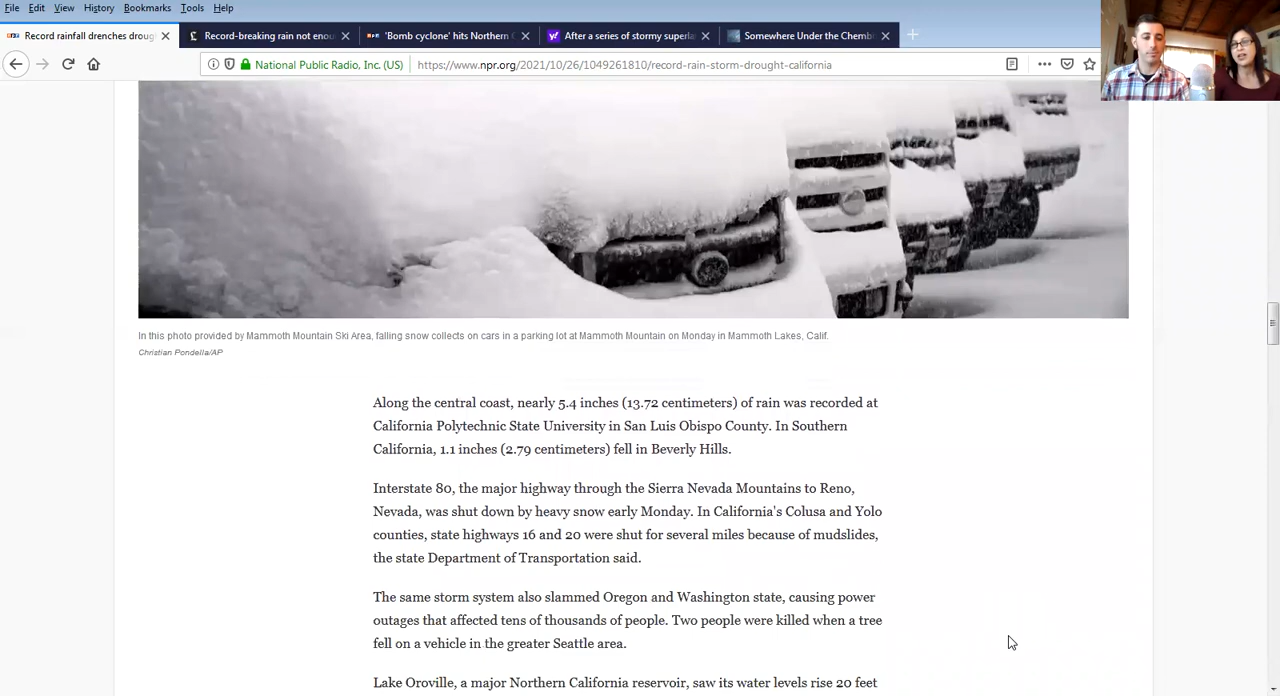 File Edit View History Bookmarks Tools Help
Record rainfall drenches droug
Record-breaking rain not enou
'Bomb cyclone' hits Northern C
After a series of stormy superla
Somewhere Under the Chemb
National Public Radio, Inc. (US)
https://www.npr.org/2021/10/26/1049261810/record-rain-storm-drought-california
In this photo provided by Mammoth Mountain Ski Area, falling snow collects on cars in a parking lot at Mammoth Mountain on Monday in Mammoth Lakes, Calif.
Christian Pondella/AP
Along the central coast, nearly 5.4 inches (13.72 centimeters) of rain was recorded at
California Polytechnic State University in San Luis Obispo County. In Southern
California, 1.1 inches (2.79 centimeters) fell in Beverly Hills.
Interstate 80, the major highway through the Sierra Nevada Mountains to Reno,
Nevada, was shut down by heavy snow early Monday. In California's Colusa and Yolo
counties, state highways 16 and 20 were shut for several miles because of mudslides,
the state Department of Transportation said.
The same storm system also slammed Oregon and Washington state, causing power
outages that affected tens of thousands of people. Two people were killed when a tree
fell on a vehicle in the greater Seattle area.
Lake Oroville, a major Northern California reservoir, saw its water levels rise 20 feet